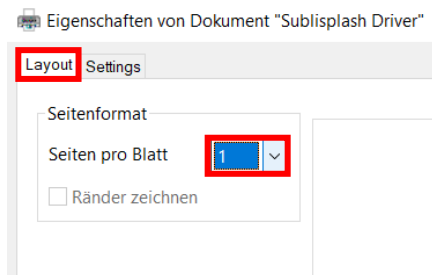 Eigenschaften von Dokument "Sublisplash Driver"
Layout Settings
Seitenformat
Seiten pro Blatt 1
Ränder zeichnen